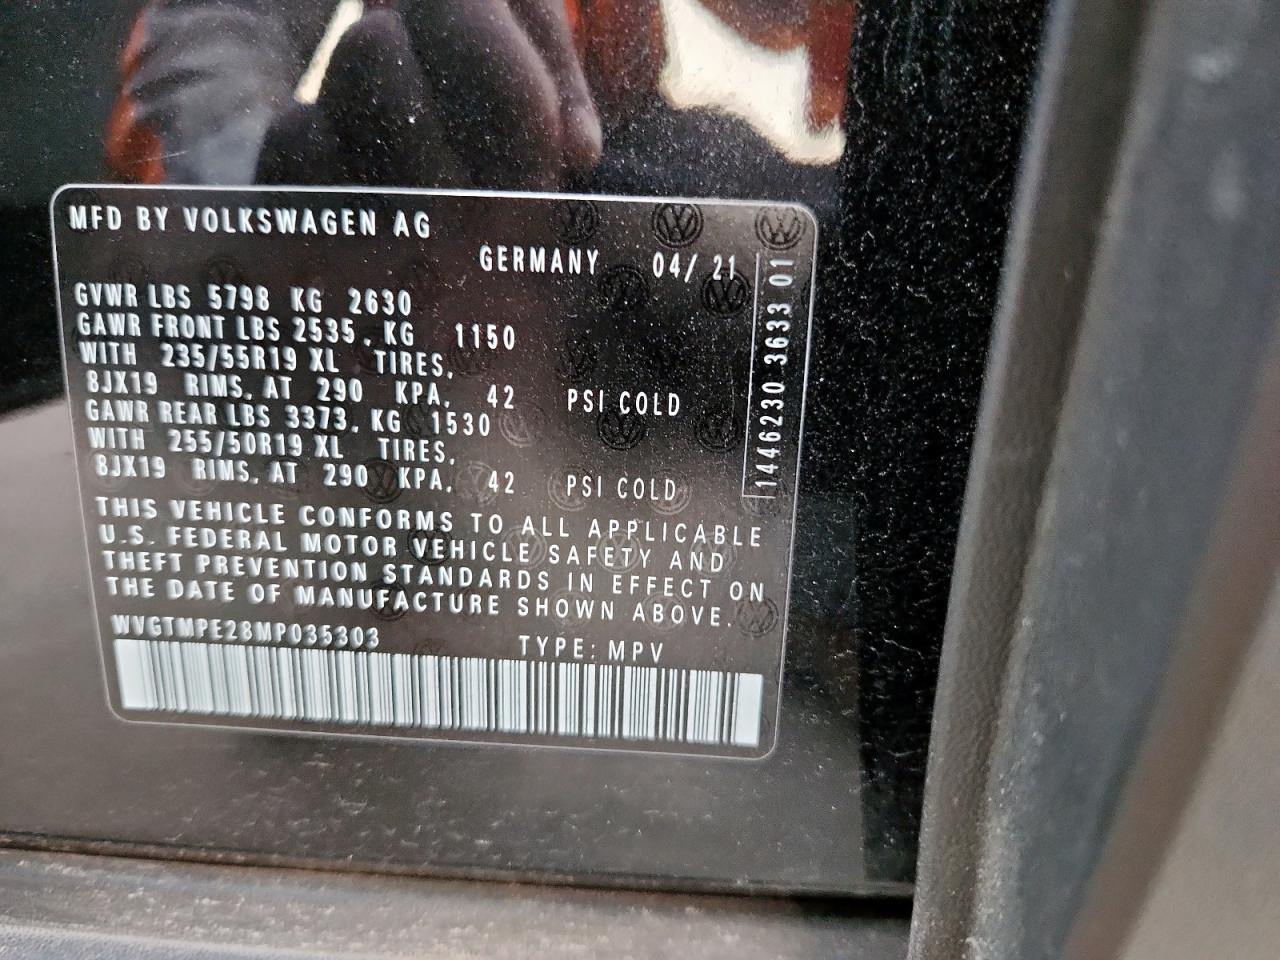 MFD BY VOLKSWAGEN AG
GERMANY 04/ 21
GVWR LBS 5798 KG 2630
GAWR FRONT LBS 2535, KG 1150
WITH 235/55R19 XL TIRES,
8JX19 RIMS, AT 290 KPA, 42 PSI COLD
GAWR REAR LBS 3373, KG 1530
WITH 255/50R19 XL TIRES,
8JX19 RIMS, AT 290 KPA, 42 PSI COLD
THIS VEHICLE CONFORMS TO ALL APPLICABLE
U.S. FEDERAL MOTOR VEHICLE SAFETY AND
THEFT PREVENTION STANDARDS IN EFFECT ON
THE DATE OF MANUFACTURE SHOWN ABOVE.
WVGTMPE28MP035303 TYPE: MPV
1446230 3633 01